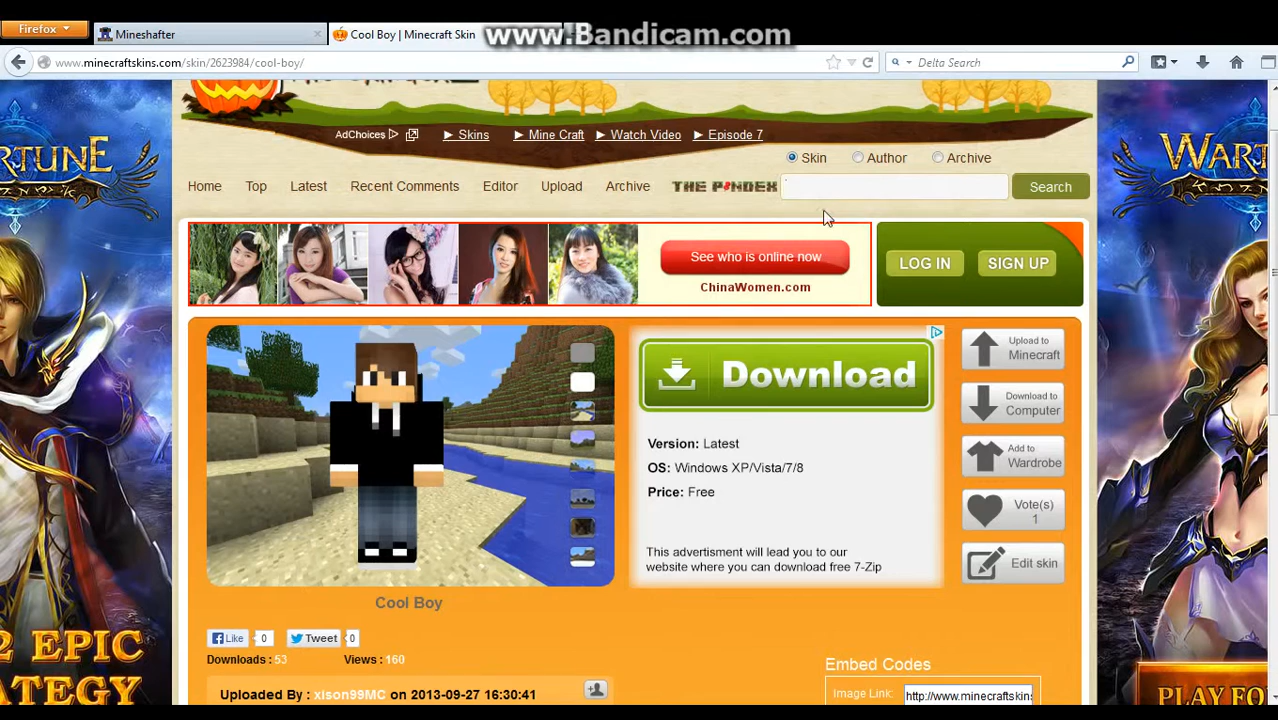 www.Bandicam.com
Firefox
Mineshafter
Cool Boy | Minecraft Skin
www.minecraftskins.com/skin/2623984/cool-boy/
Delta Search
AdChoices
Skins
Mine Craft
Watch Video
Episode 7
Skin
Author
Archive
Home
Top
Latest
Recent Comments
Editor
Upload
Archive
Search
See who is online now
ChinaWomen.com
LOG IN
SIGN UP
Download
Version: Latest
OS: Windows XP/Vista/7/8
Price: Free
This advertisment will lead you to our
website where you can download free 7-Zip
Upload to
Minecraft
Download to
Computer
Add to
Wardrobe
Vote(s)
1
Edit skin
Cool Boy
Like
0
Tweet
0
Downloads : 53
Views : 160
Uploaded By : xison99MC on 2013-09-27 16:30:41
Embed Codes
Image Link:
http://www.minecraftskins
WART
2 EPIC
PLAY FO